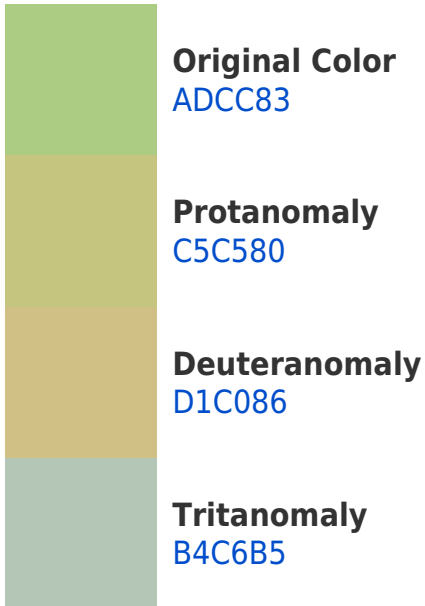 Original Color
ADCC83
Protanomaly
C5C580
Deuteranomaly
D1C086
Tritanomaly
B4C6B5